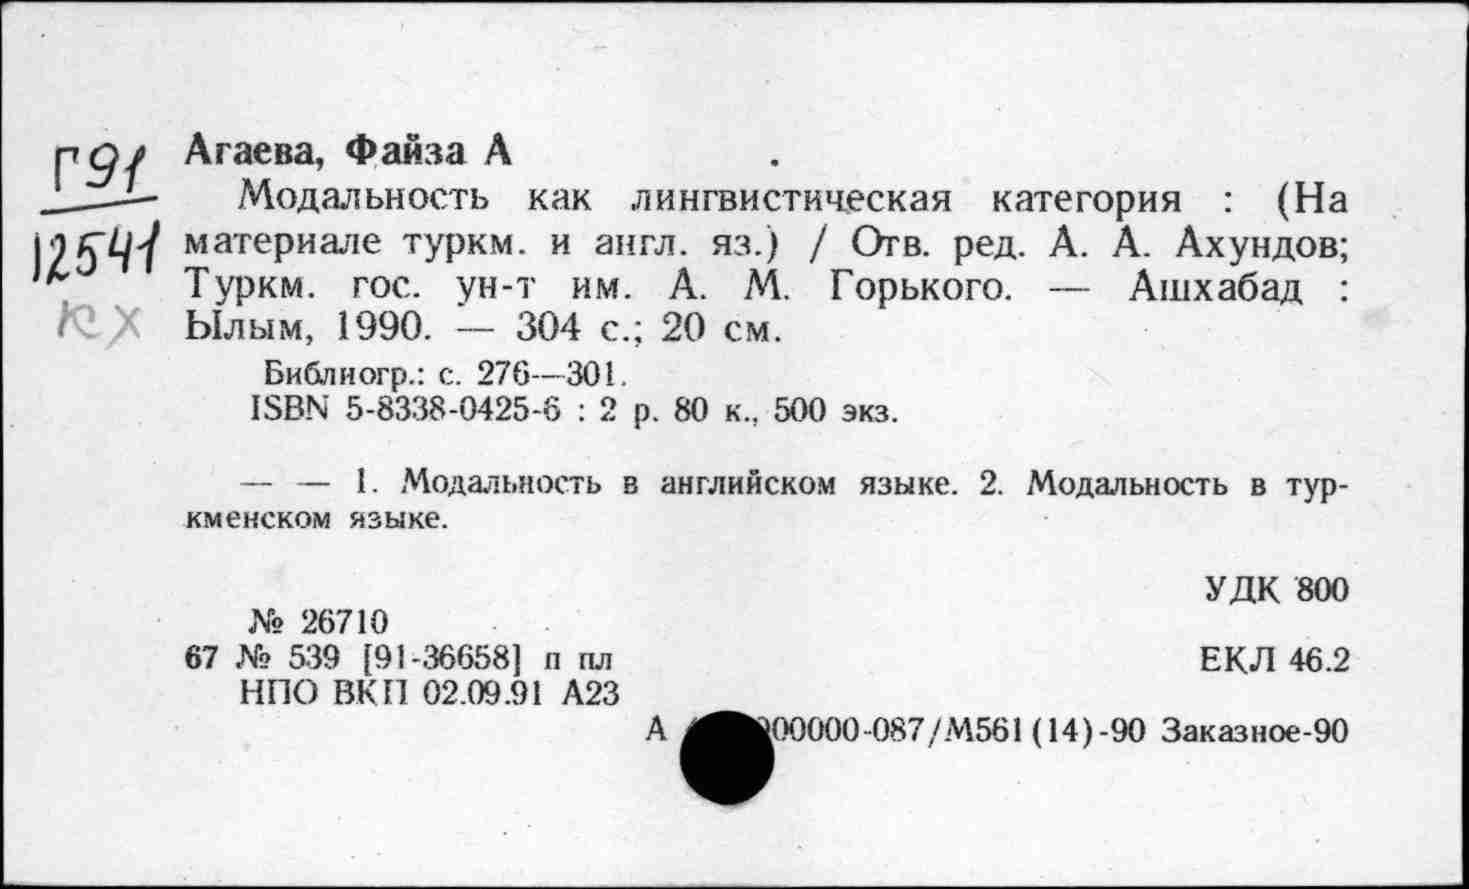 Г91
12541
кх
Агаева, Файза А
Модальность как лингвистическая категория : (На
материале туркм. и англ. яз.) / Отв. ред. А. А. Ахундов;
Туркм. гос. ун-т им. А. М. Горького. — Ашхабад :
Ылым, 1990. — 304 с.; 20 см.
Библиогр.: с. 276—301.
ISBN 5-8338-0425-6 : 2 р. 80 к., 500 экз.
— — 1. Модальность в английском языке. 2. Модальность в тур-
кменском языке.
УДК 800
№ 26710
67 № 539 [91-36658] п пл
ЕКЛ 46.2
НПО ВКП 02.09.91 А23
А 00000-087/М561(14)-90 Заказное-90